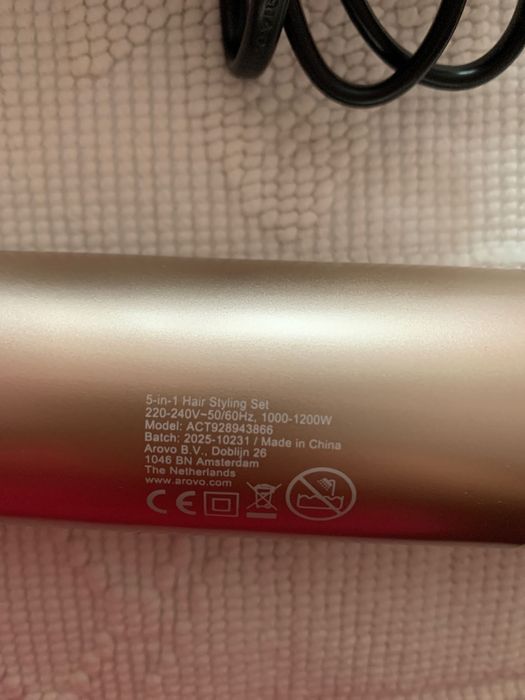 5-in-1 Hair Styling Set
220-240V~50/60Hz, 1000-1200W
Model: ACT928943866
Batch: 2025-10231 / Made in China
Arovo B.V., Doblijn 26
1046 BN Amsterdam
The Netherlands
www.arovo.com
CE